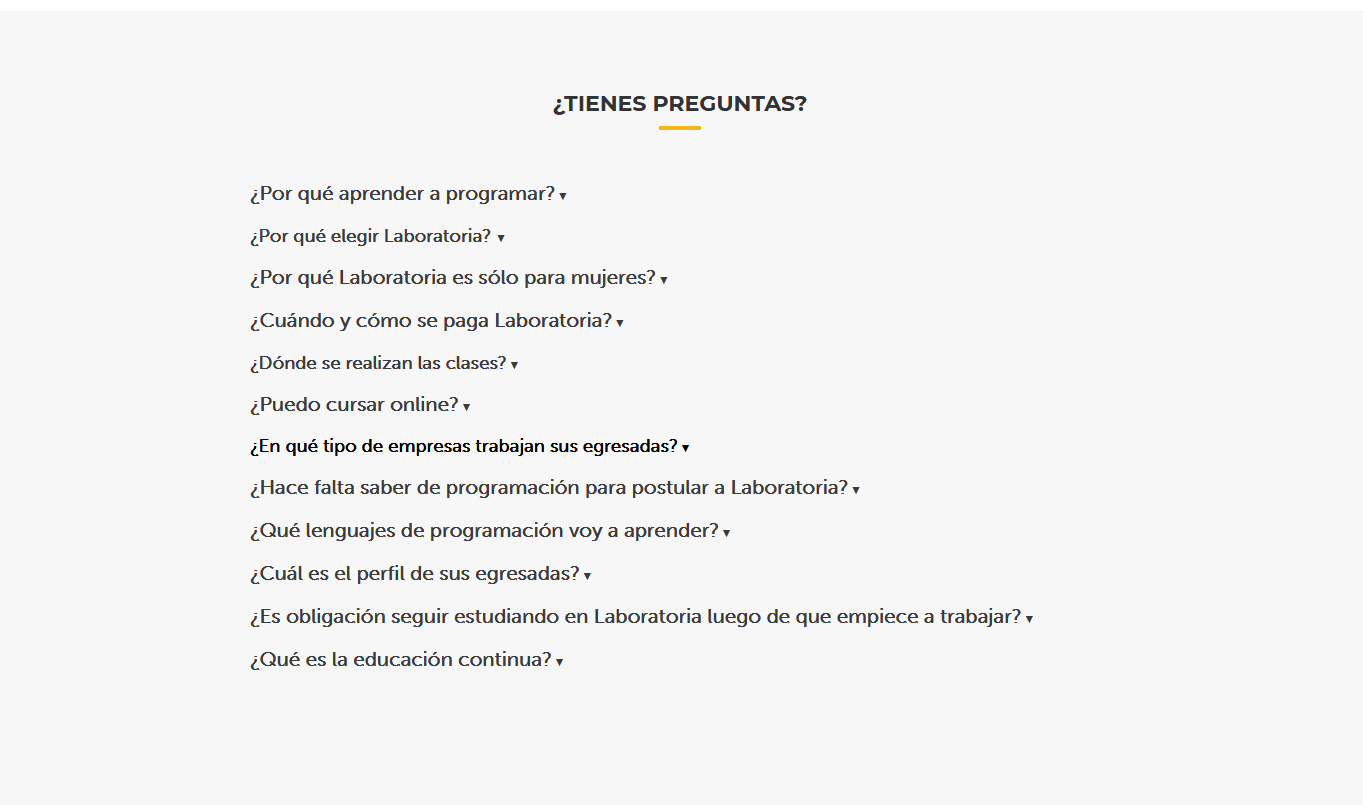 ¿TIENES PREGUNTAS?
¿Por qué aprender a programar? ▾
¿Por qué elegir Laboratoria? ▾
¿Por qué Laboratoria es sólo para mujeres? ▾
¿Cuándo y cómo se paga Laboratoria? ▾
¿Dónde se realizan las clases? ▾
¿Puedo cursar online? ▾
¿En qué tipo de empresas trabajan sus egresadas? ▾
¿Hace falta saber de programación para postular a Laboratoria? ▾
¿Qué lenguajes de programación voy a aprender? ▾
¿Cuál es el perfil de sus egresadas? ▾
¿Es obligación seguir estudiando en Laboratoria luego de que empiece a trabajar? ▾
¿Qué es la educación continua? ▾